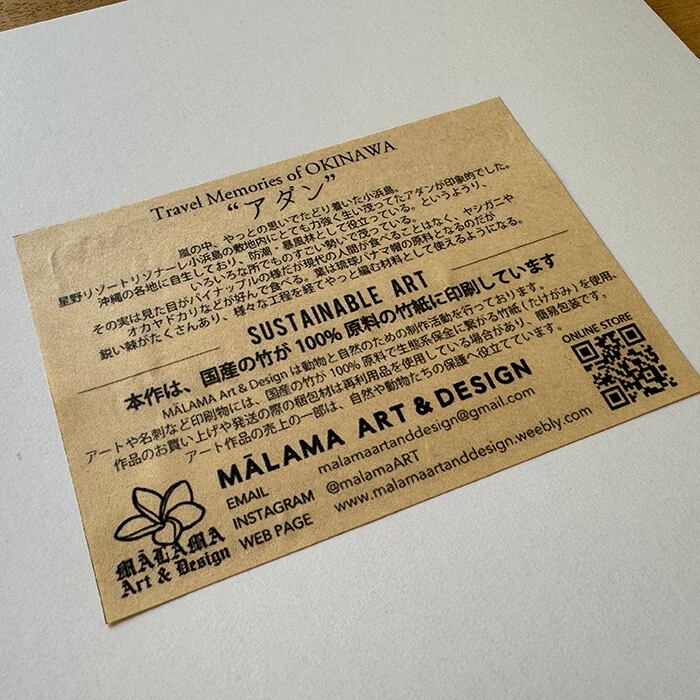 Travel Memories of OKINAWA
“アダン”
嵐の中、やっとの思いでたどり着いた小浜島。
星野リゾートリゾナーレ小浜島の敷地内にとても力強く生い茂ってたアダンが印象的でした。
沖縄の各地に自生しており、防潮・暴風林として役立っている。というより、
いろいろな所でものすごい勢いで茂っている。
その実は見た目がパイナップルの様だが現代の人間が食べることはなく、ヤシガニや
オカヤドカリなどが好んで食べる。葉は琉球パナマ帽の原料となるのだが
鋭い棘がたくさんあり、様々な工程を経てやっと編む材料として使えるようになる。
SUSTAINABLE ART
本作は、国産の竹が100%原料の竹紙に印刷しています
MĀLAMA Art & Design は動物と自然のための制作活動を行っております。
アートや名刺など印刷物には、国産の竹が100%原料で生態系保全に繋がる竹紙(たけがみ)を使用、
作品のお買い上げや発送の際の梱包材は再利用品を使用している場合があり、簡易包装です。
アート作品の売上の一部は、自然や動物たちの保護へ役立てています。
ONLINE STORE
MĀLAMA ART & DESIGN
EMAIL malamaartanddesign@gmail.com
INSTAGRAM @malamaART
WEB PAGE www.malamaartanddesign.weebly.com
MĀLAMA
Art & Design